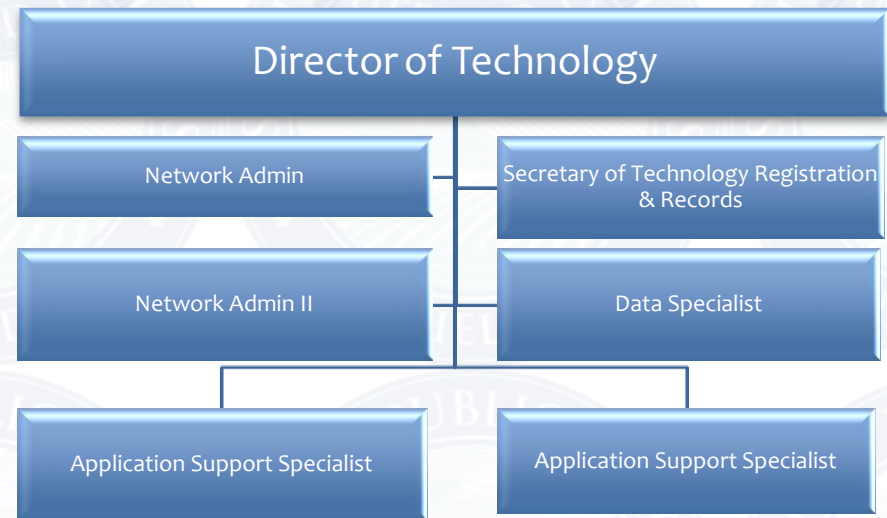 Director of Technology
Network Admin
Secretary of Technology Registration
& Records
Network Admin II
Data Specialist
Application Support Specialist
Application Support Specialist